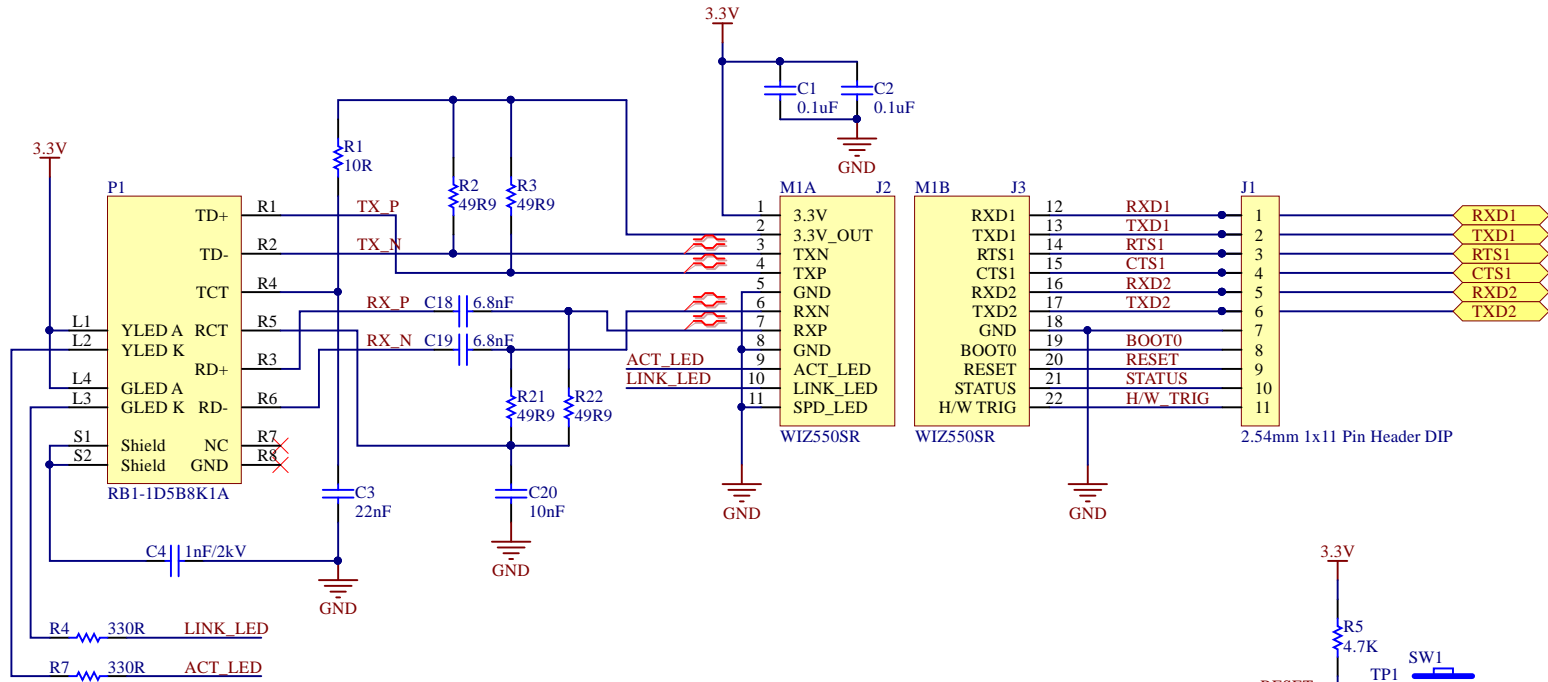 3.3V
C1
0.1uF
C2
0.1uF
GND
3.3V
R1
10R
R2
49R9
R3
49R9
P1
TD+
TD-
TCT
YLED A
RCT
YLED K
RD+
GLED A
GLED K
RD-
Shield
NC
Shield
GND
RB1-1D5B8K1A
L1
L2
L4
L3
S1
S2
R1
R2
R4
R5
R3
R6
R7
R8
TX_P
TX_N
RX_P
C18
6.8nF
RX_N
C19
6.8nF
R21
49R9
R22
49R9
C3
22nF
C20
10nF
GND
C4
1nF/2kV
GND
R4
330R
LINK_LED
R7
330R
ACT_LED
ACT_LED
LINK_LED
M1A
J2
1
3.3V
2
3.3V_OUT
3
TXN
4
TXP
5
GND
6
RXN
7
RXP
8
GND
9
ACT_LED
10
LINK_LED
11
SPD_LED
WIZ550SR
GND
M1B
J3
RXD1
12
TXD1
13
RTS1
14
CTS1
15
RXD2
16
TXD2
17
GND
18
BOOT0
19
RESET
20
STATUS
21
H/W TRIG
22
WIZ550SR
GND
RXD1
TXD1
RTS1
CTS1
RXD2
TXD2
BOOT0
RESET
STATUS
H/W_TRIG
J1
1
2
3
4
5
6
7
8
9
10
11
2.54mm 1x11 Pin Header DIP
RXD1
TXD1
RTS1
CTS1
RXD2
TXD2
3.3V
R5
4.7K
SW1
TP1
RESET